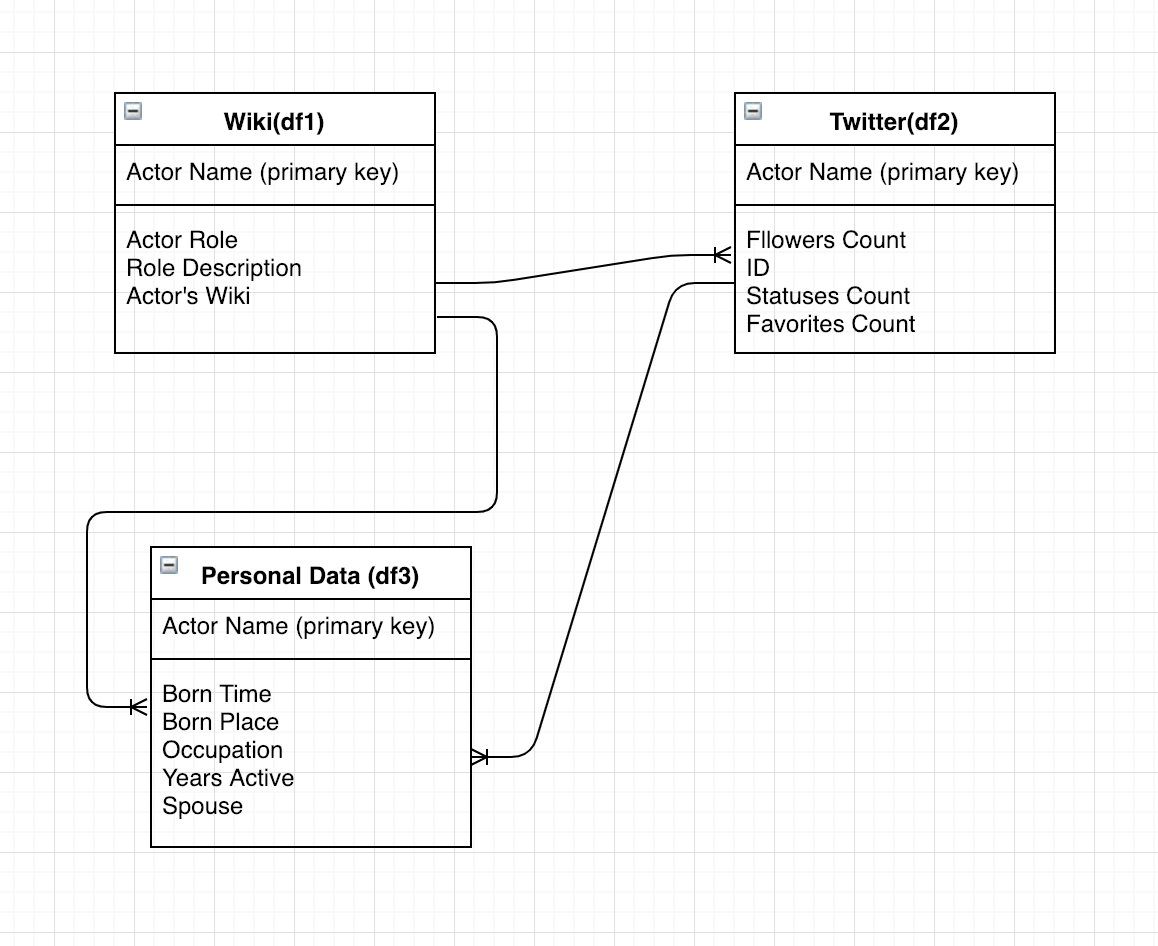 Wiki(df1)
Actor Name (primary key)
Actor Role
Role Description
Actor's Wiki
Twitter(df2)
Actor Name (primary key)
Fllowers Count
ID
Statuses Count
Favorites Count
Personal Data (df3)
Actor Name (primary key)
Born Time
Born Place
Occupation
Years Active
Spouse